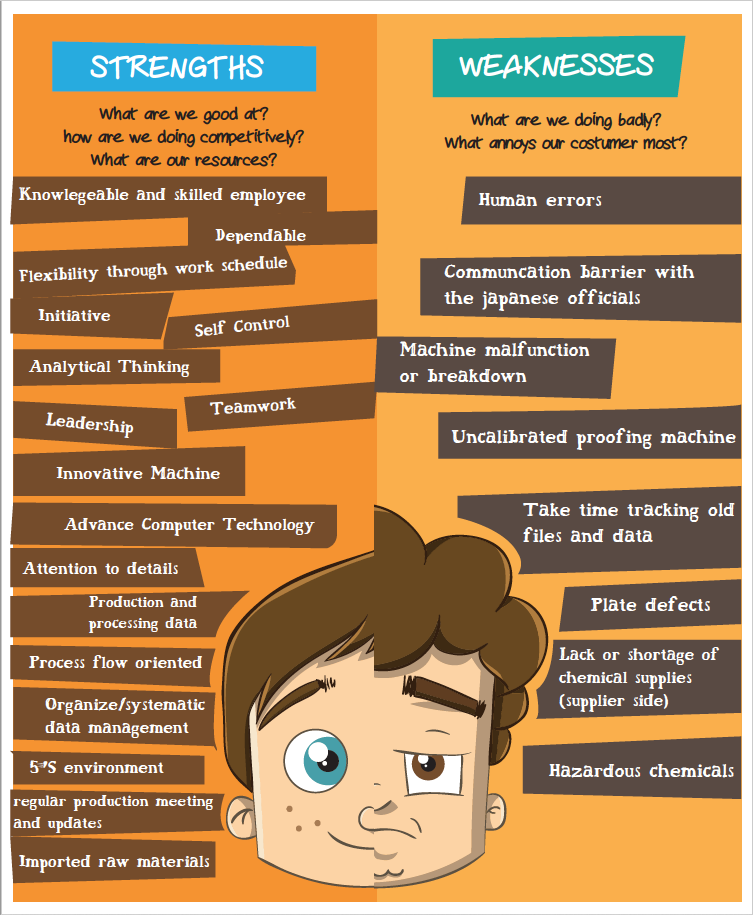 STRENGTHS
What are we good at?
how are we doing competitively?
What are our resources?
Knowlegeable and skilled employee
Dependable
Flexibility through work schedule
Initiative
Self Control
Analytical Thinking
Teamwork
Leadership
Innovative Machine
Advance Computer Technology
Attention to details
Production and
processing data
Process flow oriented
Organize/systematic
data management
5"S environment
regular production meeting
and updates
Imported raw materials
WEAKNESSES
What are we doing badly?
What annoys our costumer most?
Human errors
Communcation barrier with
the japanese officials
Machine malfunction
or breakdown
Uncalibrated proofing machine
Take time tracking old
files and data
Plate defects
Lack or shortage of
chemical supplies
(supplier side)
Hazardous chemicals